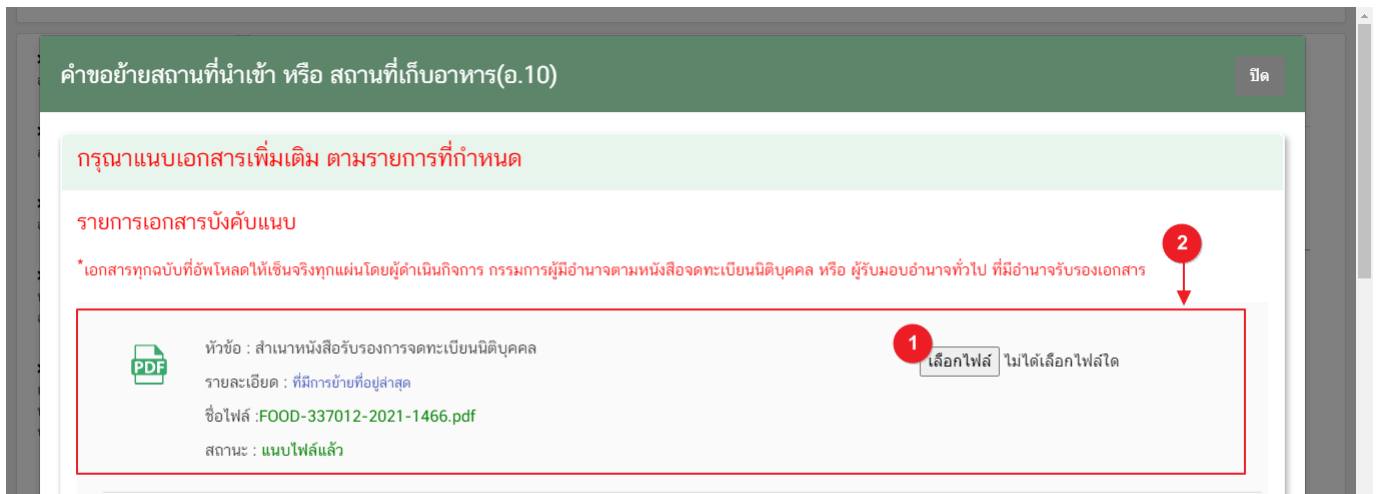 คำขอย้ายสถานที่นำเข้า หรือ สถานที่เก็บอาหาร(อ.10)
ปิด
กรุณาแนบเอกสารเพิ่มเติม ตามรายการที่กำหนด
รายการเอกสารบังคับแนบ
2
*เอกสารทุกฉบับที่อัพโหลดให้เซ็นจริงทุกแผ่นโดยผู้ดำเนินกิจการ กรรมการผู้มีอำนาจตามหนังสือจดทะเบียนนิติบุคคล หรือ ผู้รับมอบอำนาจทั่วไป ที่มีอำนาจรับรองเอกสาร
1
PDF
หัวข้อ : สำเนาหนังสือรับรองการจดทะเบียนนิติบุคคล
เลือกไฟล์ ไม่ได้เลือกไฟล์ใด
รายละเอียด : ที่มีการย้ายที่อยู่ล่าสุด
ชื่อไฟล์ :FOOD-337012-2021-1466.pdf
สถานะ : แนบไฟล์แล้ว